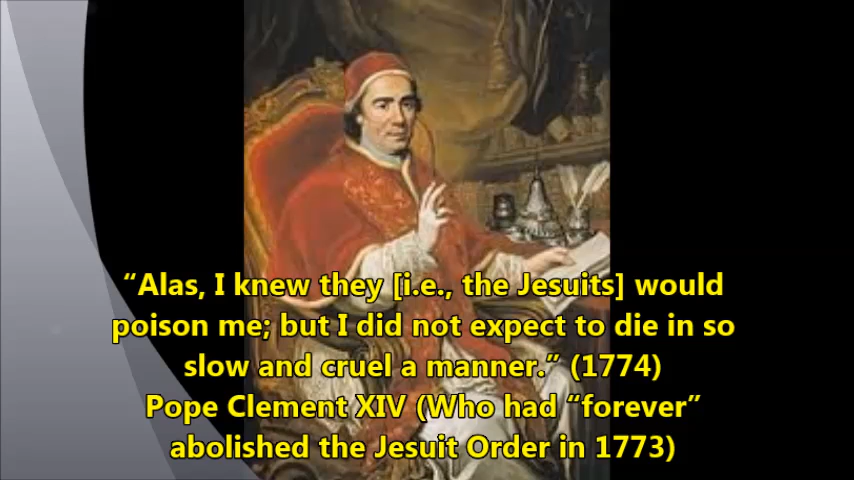 “Alas, I knew they [i.e., the Jesuits] would
poison me; but I did not expect to die in so
slow and cruel a manner.” (1774)
Pope Clement XIV (Who had “forever”
abolished the Jesuit Order in 1773)